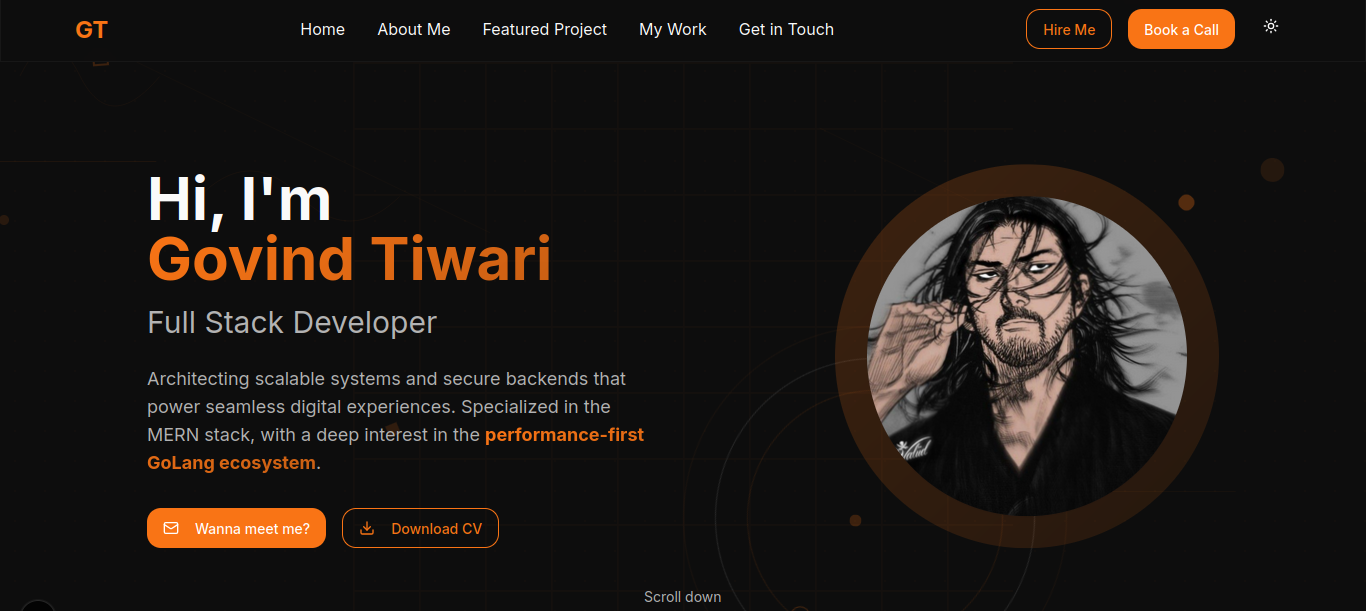 GT
Home About Me Featured Project My Work Get in Touch
Hire Me Book a Call
Hi, I'm
Govind Tiwari
Full Stack Developer
Architecting scalable systems and secure backends that
power seamless digital experiences. Specialized in the
MERN stack, with a deep interest in the performance-first
GoLang ecosystem.
Wanna meet me? Download CV
Scroll down